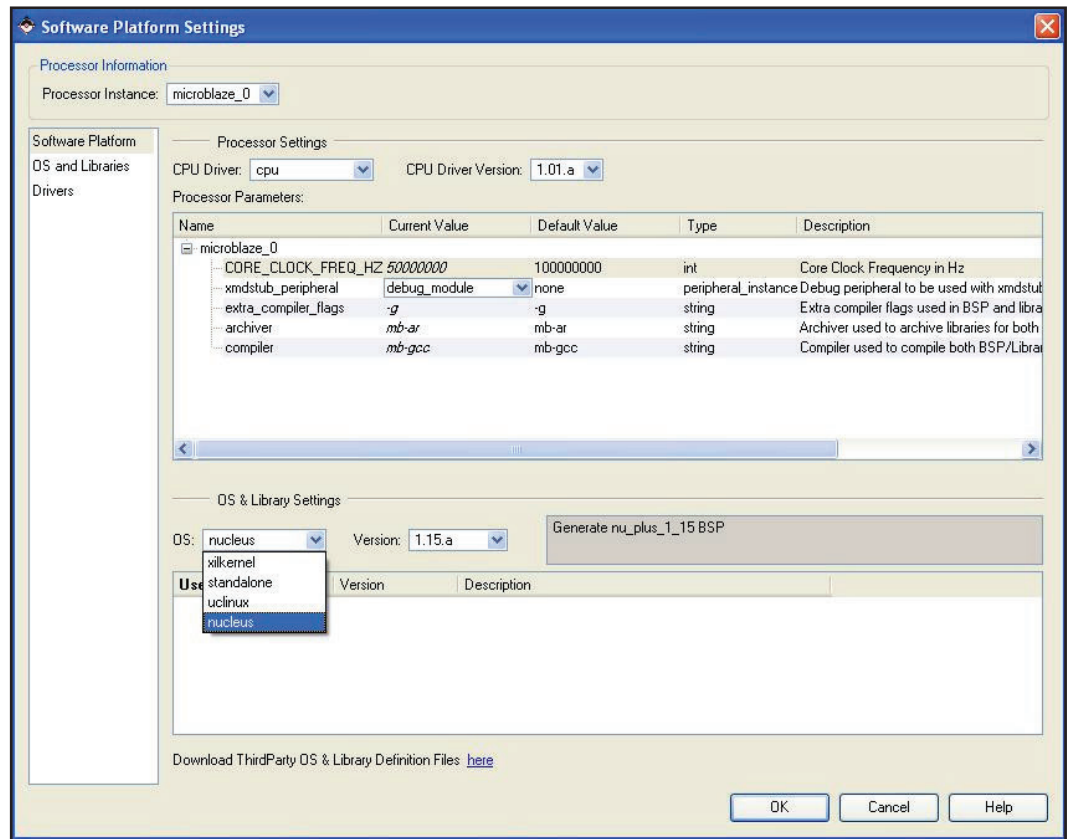 Software Platform Settings
Processor Information
Processor Instance: microblaze_0
Software Platform
OS and Libraries
Drivers
Processor Settings
CPU Driver: cpu CPU Driver Version: 1.01.a
Processor Parameters:
Name Current Value Default Value Type Description
microblaze_0
CORE_CLOCK_FREQ_HZ 50000000 100000000 int Core Clock Frequency in Hz
xmdstub_peripheral debug_module none peripheral_instance Debug peripheral to be used with xmdstub
extra_compiler_flags -g -g string Extra compiler flags used in BSP and libra
archiver mb-ar mb-ar string Archiver used to archive libraries for both
compiler mb-gcc mb-gcc string Compiler used to compile both BSP/Librar
OS & Library Settings
OS: nucleus Version: 1.15.a Generate nu_plus_1_15 BSP
xilkernel
standalone
uclinux
nucleus
Use Version Description
Download ThirdParty OS & Library Definition Files here
OK Cancel Help